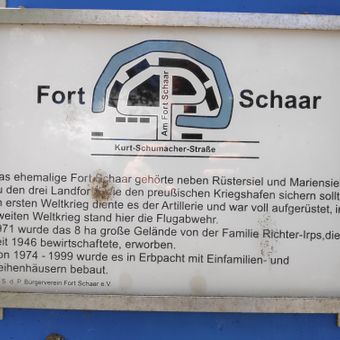 Fort Schaar
Am Fort Schaar
Kurt-Schumacher-Straße
as ehemalige Fort Schaar gehörte neben Rüstersiel und Mariensie
u den drei Landfor die den preußischen Kriegshafen sichern sollt
n ersten Weltkrieg diente es der Artillerie und war voll aufgerüstet, ir
weiten Weltkrieg stand hier die Flugabwehr.
971 wurde das 8 ha große Gelände von der Familie Richter-Irps,die
eit 1946 bewirtschaftete, erworben.
on 1974 - 1999 wurde es in Erbpacht mit Einfamilien- und
eihenhäusern bebaut.
S. d. P. Bürgerverein Fort Schaar e.V.